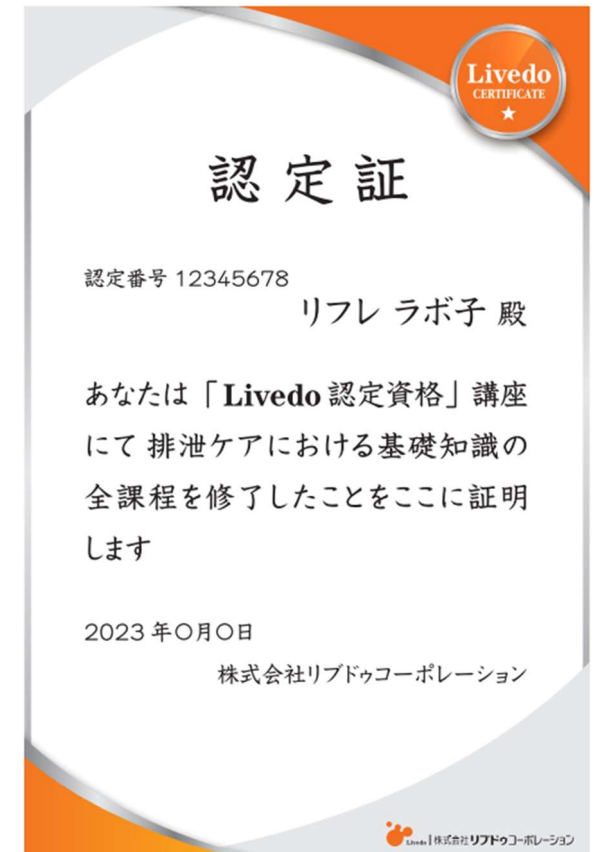 Livedo
CERTIFICATE
認定証
認定番号 12345678
リフレ ラボ子 殿
あなたは「Livedo 認定資格」講座
にて 排泄ケアにおける基礎知識の
全課程を修了したことをここに証明
します
2023 年〇月〇日
株式会社リブドゥコーポレーション
Livedo 株式会社リブドゥコーポレーション